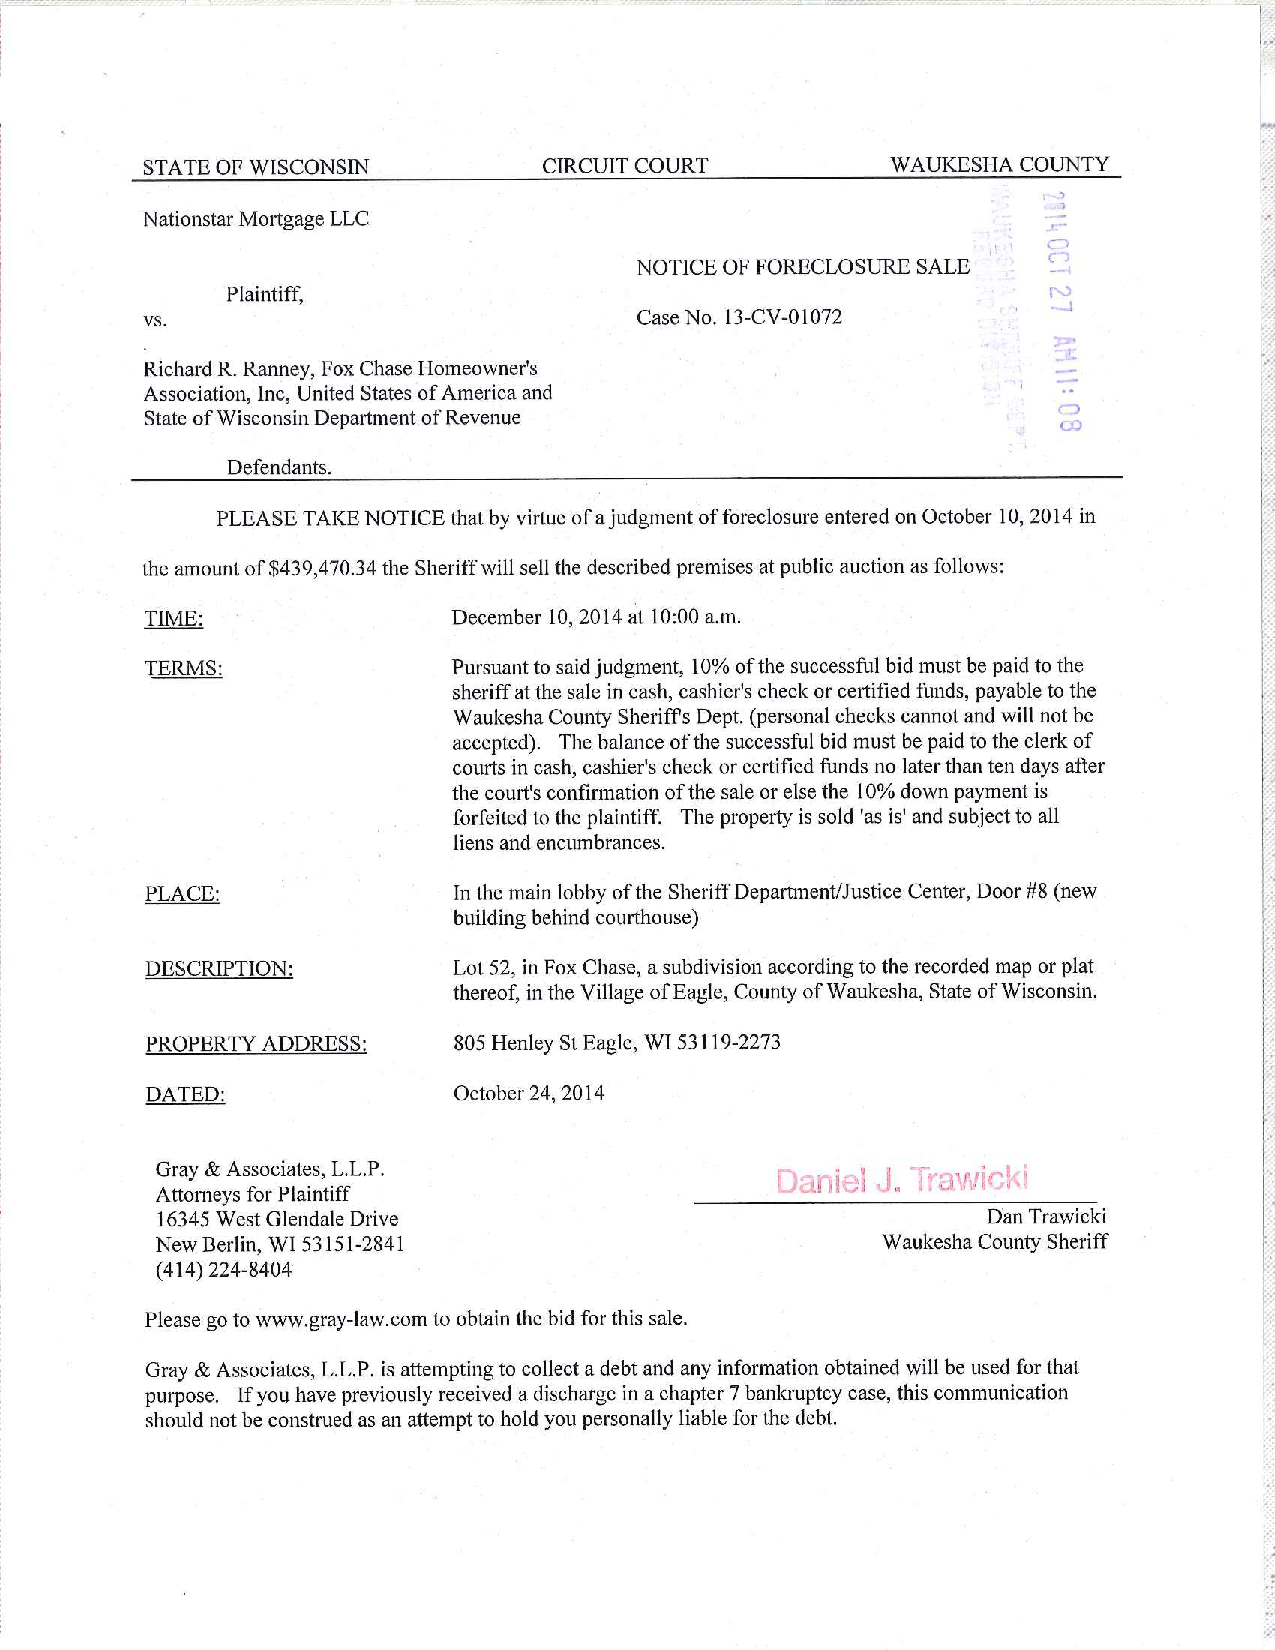 STATE OF WISCONSIN CIRCUIT COURT WAUKESHA COUNTY
Nationstar Mortgage LLC
NOTICE OF FORECLOSURE SALE
Plaintiff,
vs. Case No. 13-CV-01072
Richard R. Ranney, Fox Chase Homeowner's
Association, Inc, United States of America and
State of Wisconsin Department of Revenue
Defendants.
2014 OCT 27 AM 11: 08
PLEASE TAKE NOTICE that by virtue of a judgment of foreclosure entered on October 10, 2014 in
the amount of $439,470.34 the Sheriff will sell the described premises at public auction as follows:
TIME: December 10, 2014 at 10:00 a.m.
TERMS: Pursuant to said judgment, 10% of the successful bid must be paid to the
sheriff at the sale in cash, cashier's check or certified funds, payable to the
Waukesha County Sheriff's Dept. (personal checks cannot and will not be
accepted). The balance of the successful bid must be paid to the clerk of
courts in cash, cashier's check or certified funds no later than ten days after
the court's confirmation of the sale or else the 10% down payment is
forfeited to the plaintiff. The property is sold 'as is' and subject to all
liens and encumbrances.
PLACE: In the main lobby of the Sheriff Department/Justice Center, Door #8 (new
building behind courthouse)
DESCRIPTION: Lot 52, in Fox Chase, a subdivision according to the recorded map or plat
thereof, in the Village of Eagle, County of Waukesha, State of Wisconsin.
PROPERTY ADDRESS: 805 Henley St Eagle, WI 53119-2273
DATED: October 24, 2014
Gray & Associates, L.L.P.
Attorneys for Plaintiff
16345 West Glendale Drive
New Berlin, WI 53151-2841
(414) 224-8404
Daniel J. Trawicki
Dan Trawicki
Waukesha County Sheriff
Please go to www.gray-law.com to obtain the bid for this sale.
Gray & Associates, L.L.P. is attempting to collect a debt and any information obtained will be used for that
purpose. If you have previously received a discharge in a chapter 7 bankruptcy case, this communication
should not be construed as an attempt to hold you personally liable for the debt.